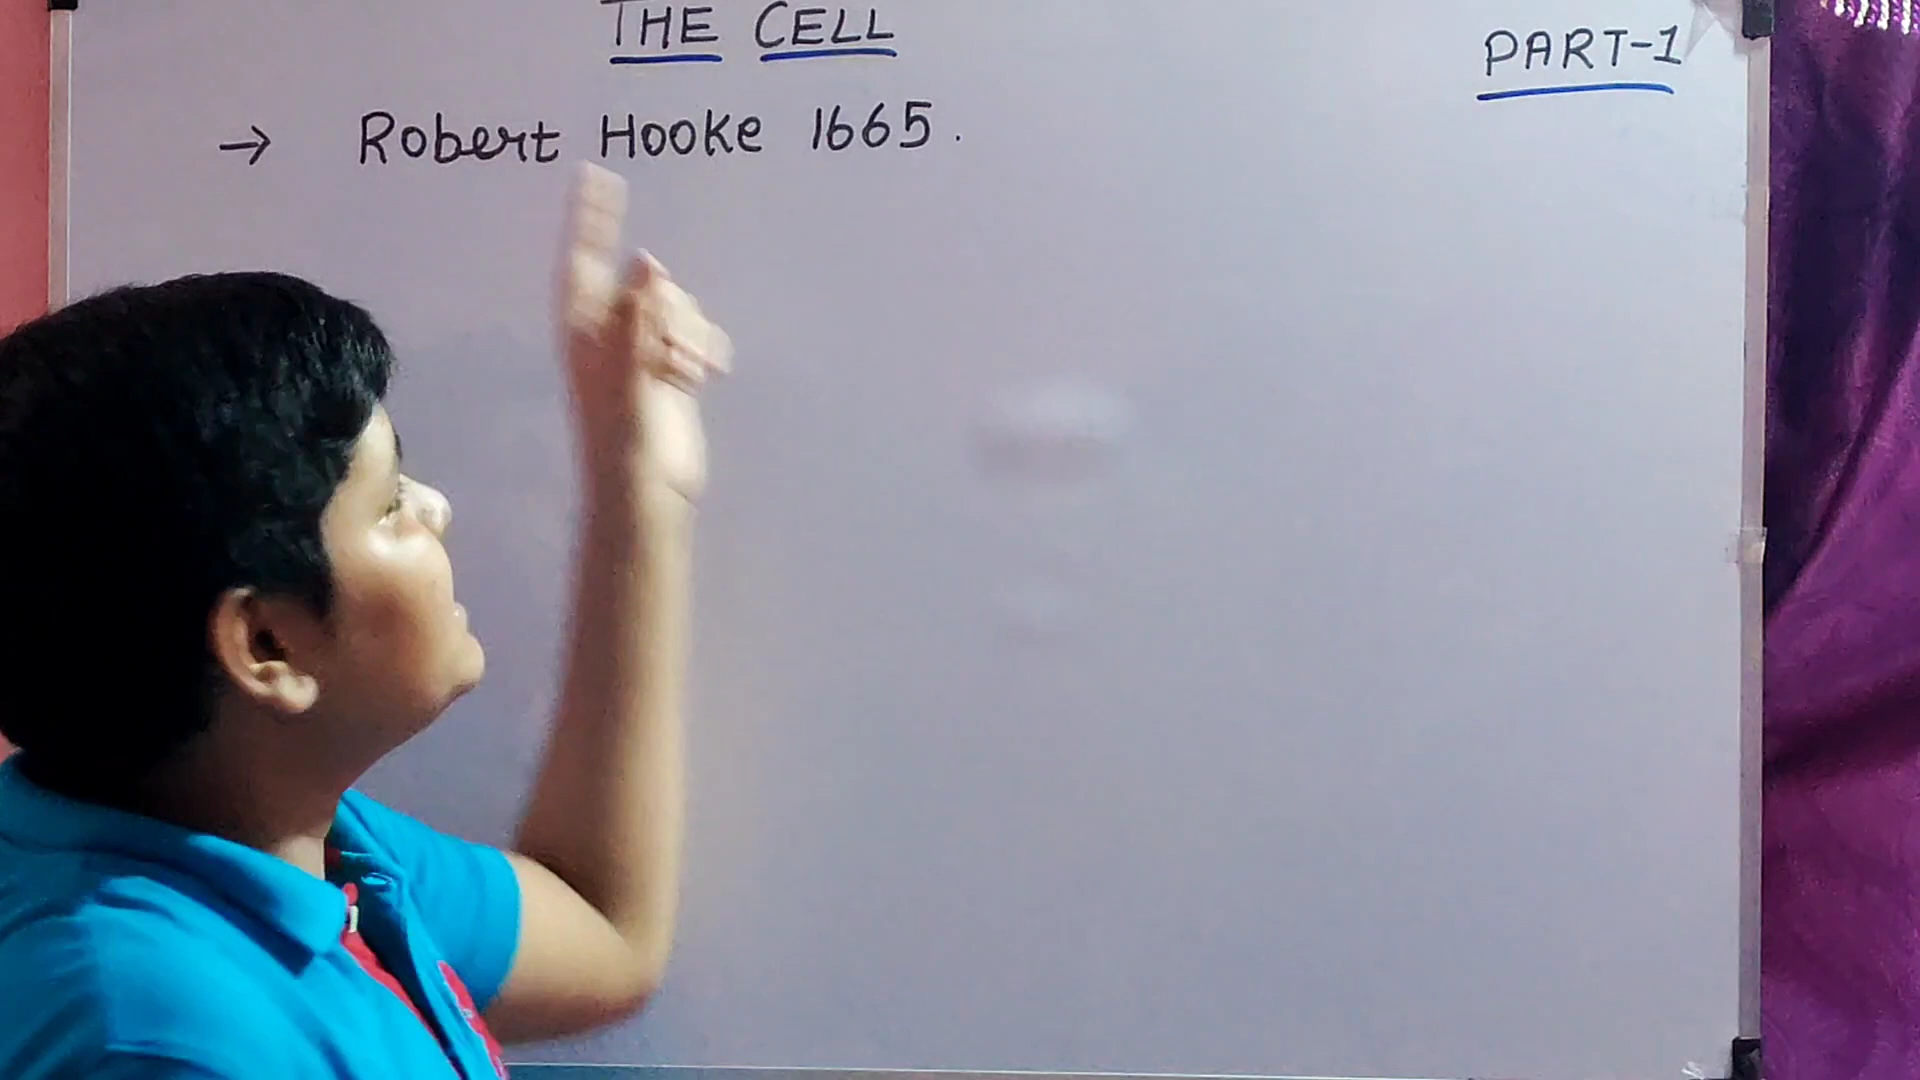 THE CELL
PART-1
→ Robert Hooke 1665.